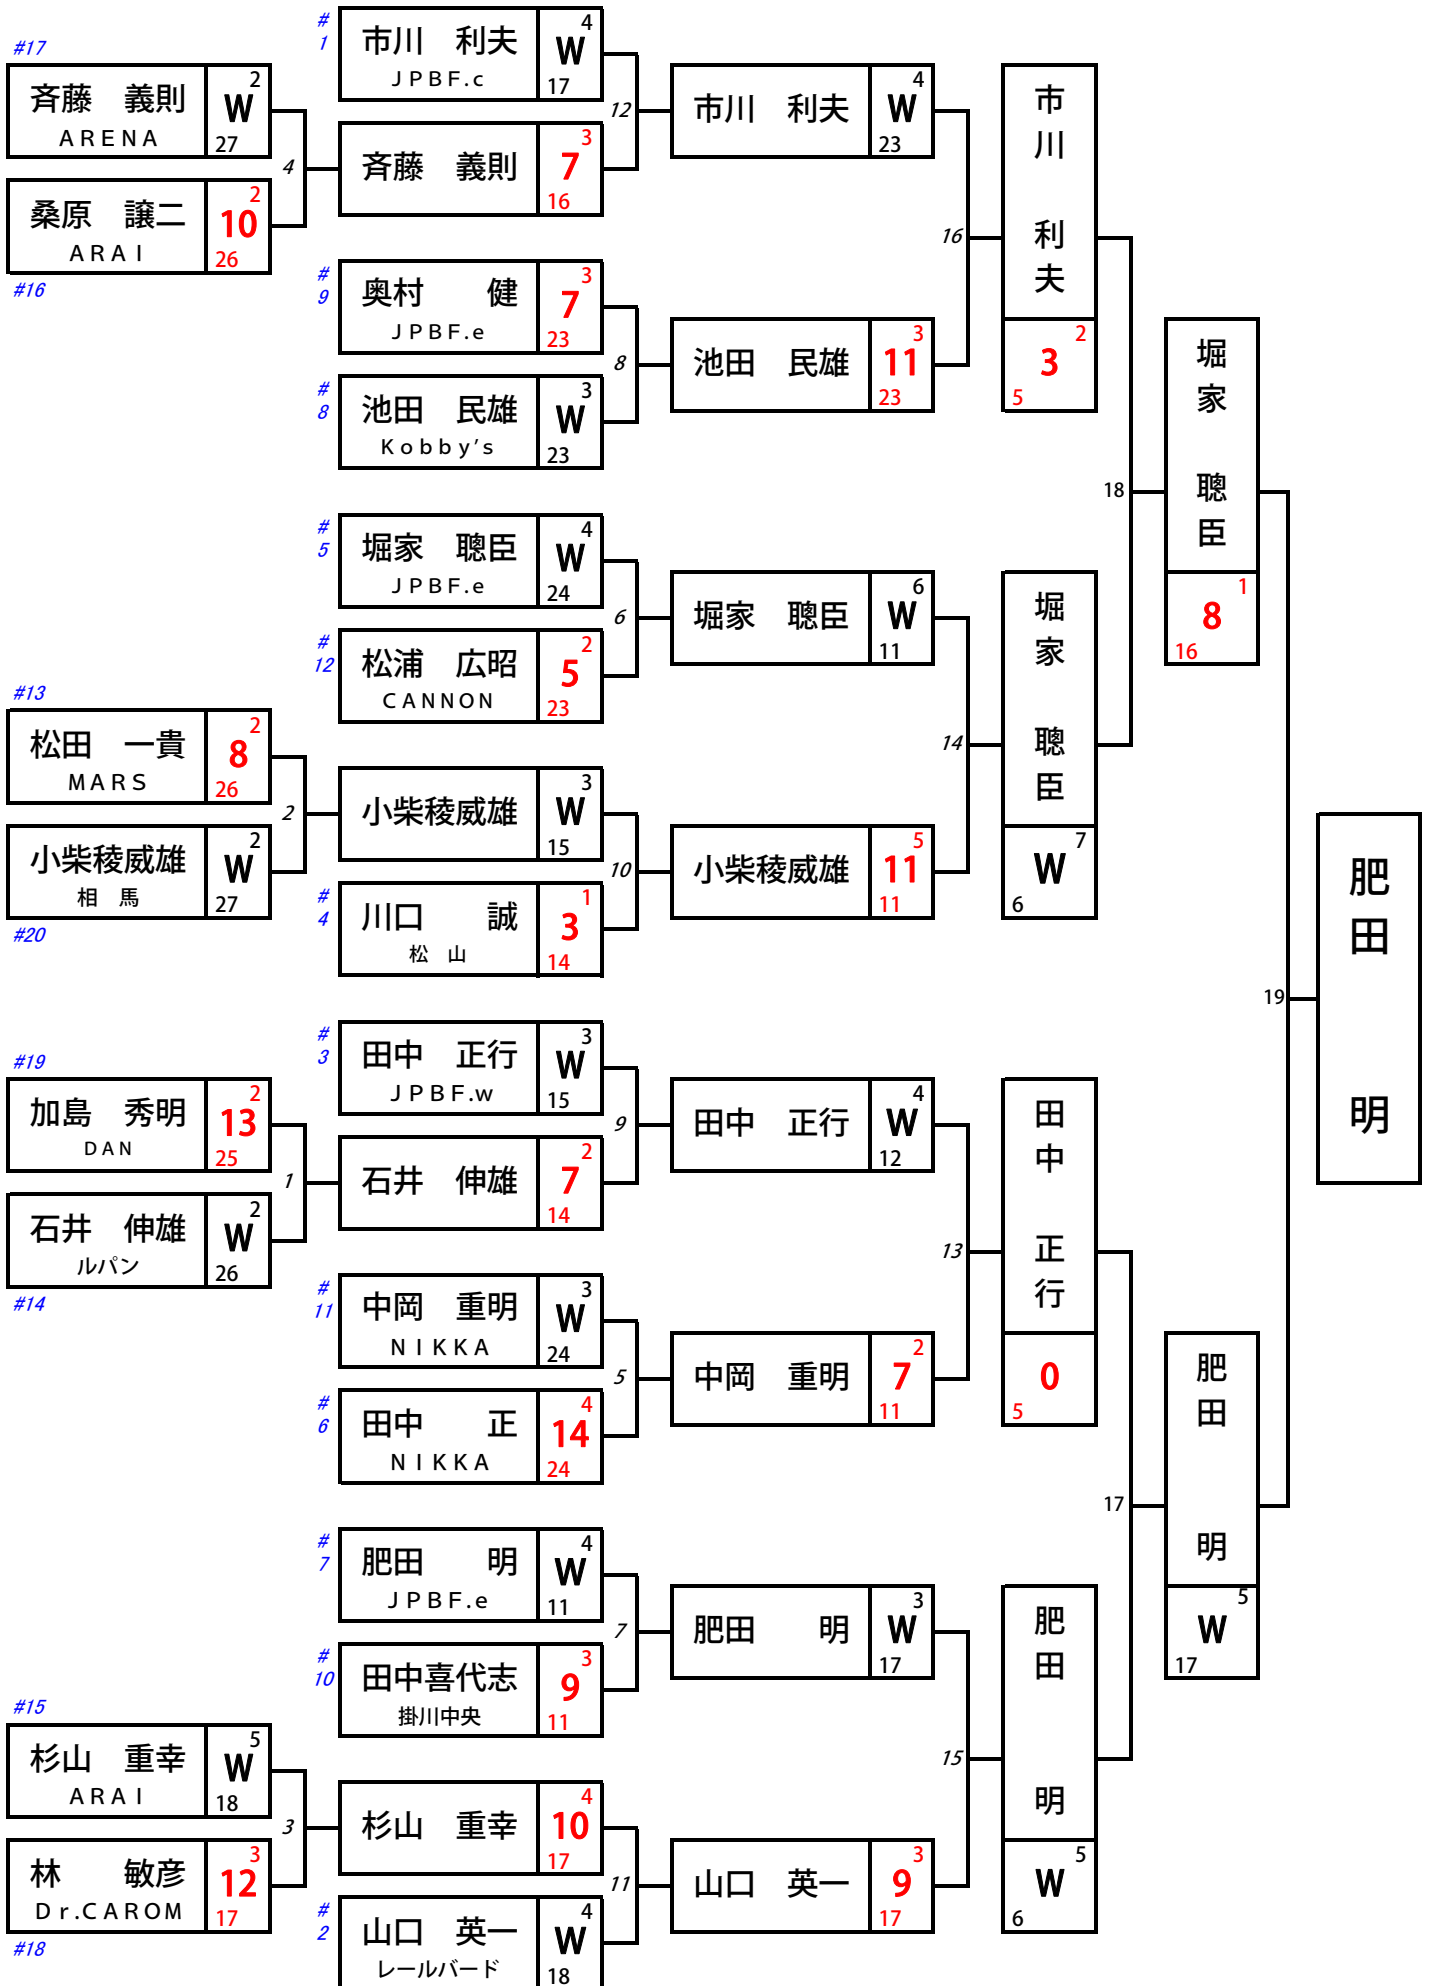 #17
斉藤　義則
ARENA
2
W
27
4
桑原　譲二
ARAI
2
10
26
#16
#13
松田　一貴
MARS
2
8
26
2
小柴稜威雄
相　馬
2
W
27
#20
#19
加島　秀明
DAN
2
13
25
1
石井　伸雄
ルパン
2
W
26
#14
#15
杉山　重幸
ARAI
5
W
18
3
林　　敏彦
Dr.CAROM
3
12
17
#18
#
1
市川　利夫
JPBF.c
4
W
17
12
斉藤　義則
3
7
16
#
9
奥村　　健
JPBF.e
3
7
23
8
#
8
池田　民雄
Kobby's
3
W
23
#
5
堀家　聰臣
JPBF.e
4
W
24
6
#
12
松浦　広昭
CANNON
2
5
23
小柴稜威雄
3
W
15
10
#
4
川口　　誠
松　山
1
3
14
#
3
田中　正行
JPBF.w
3
W
15
9
石井　伸雄
2
7
14
#
11
中岡　重明
NIKKA
3
W
24
5
#
6
田中　　正
NIKKA
4
14
24
#
7
肥田　　明
JPBF.e
4
W
11
7
#
10
田中喜代志
掛川中央
3
9
11
杉山　重幸
4
10
17
11
#
2
山口　英一
レールバード
4
W
18
市川　利夫
4
W
23
16
池田　民雄
3
11
23
堀家　聰臣
6
W
11
14
小柴稜威雄
5
11
11
田中　正行
4
W
12
13
中岡　重明
2
7
11
肥田　　明
3
W
17
15
山口　英一
3
9
17
市川　利夫
2
3
5
18
堀家　聰臣
7
W
6
田中　正行
0
5
17
肥田　　明
5
W
6
堀家　聰臣
1
8
16
19
肥田　　明
5
W
17
肥田　　明